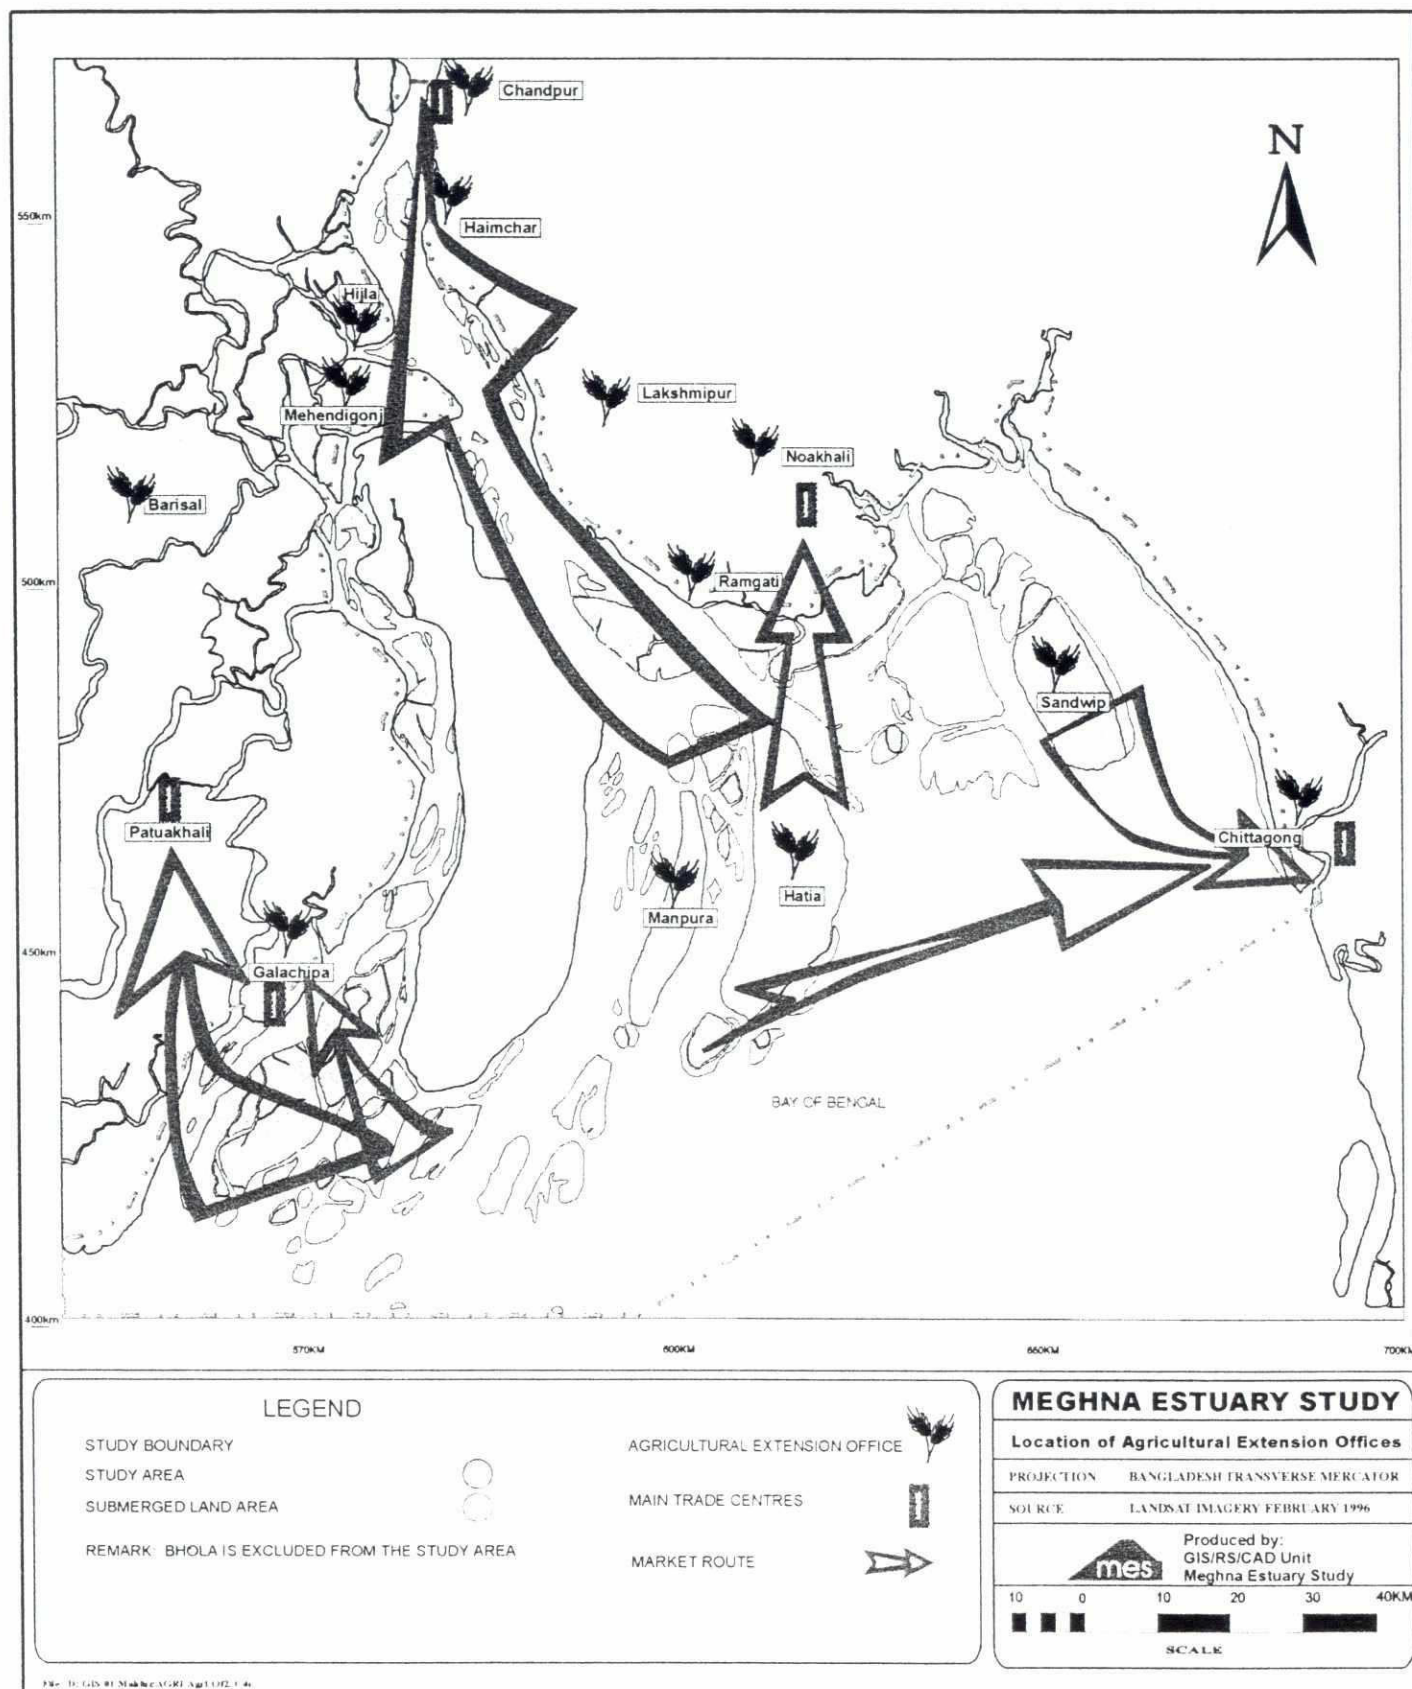 Chandpur
N
550km
Haimchar
Hijla
Lakshmipur
Mehendigonj
Noakhali
Barisal
500km
Ramgati
Sandwip
Patuakhali
Chittagong
Hatia
Manpura
450km
Galachipa
BAY OF BENGAL
400km
570KM
600KM
660KM
700KM
LEGEND
STUDY BOUNDARY
STUDY AREA
SUBMERGED LAND AREA
REMARK: BHOLA IS EXCLUDED FROM THE STUDY AREA
AGRICULTURAL EXTENSION OFFICE
MAIN TRADE CENTRES
MARKET ROUTE
MEGHNA ESTUARY STUDY
Location of Agricultural Extension Offices
PROJECTION BANGLADESH TRANSVERSE MERCATOR
SOURCE LANDSAT IMAGERY FEBRUARY 1996
mes
Produced by:
GIS/RS/CAD Unit
Meghna Estuary Study
10 0 10 20 30 40KM
SCALE